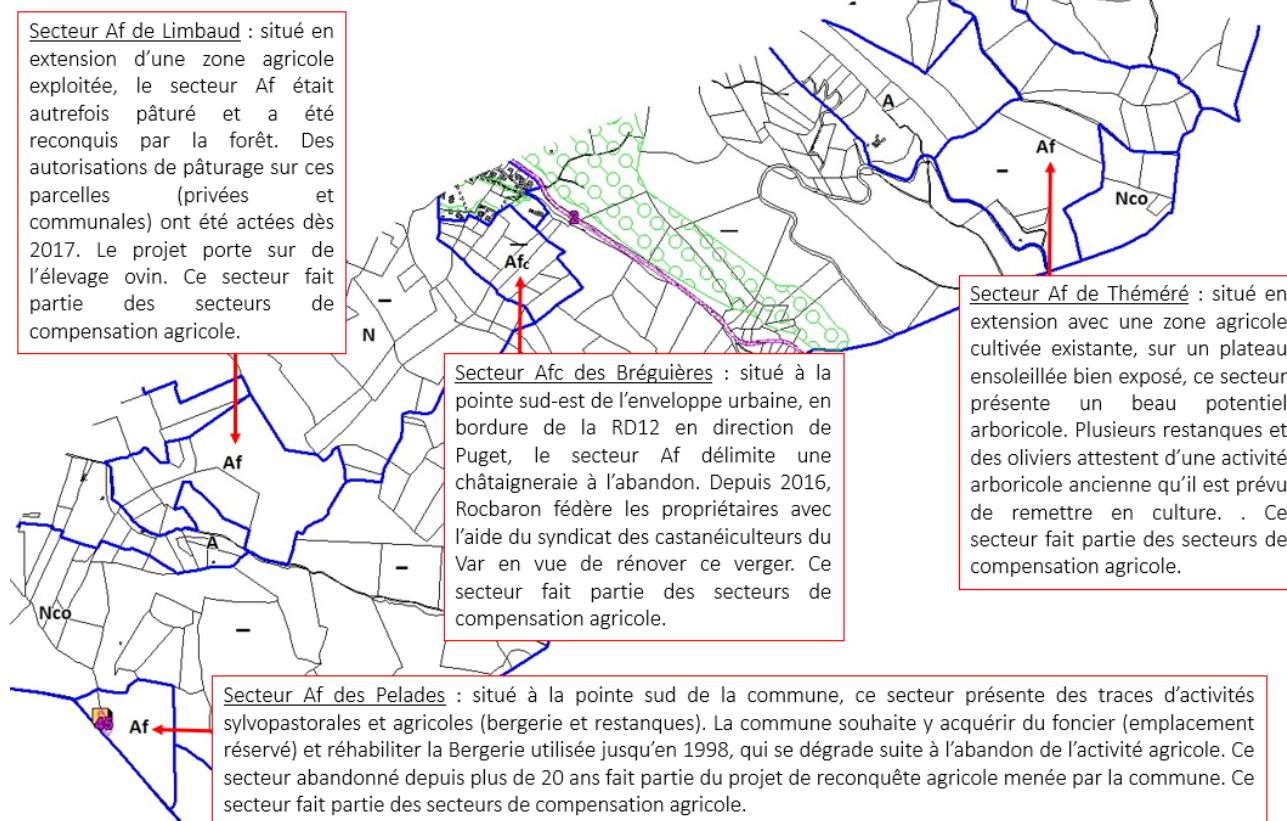 Secteur Af de Limbaud : situé en
extension d’une zone agricole
exploitée, le secteur Af était
autrefois pâturé et a été
reconquis par la forêt. Des
autorisations de pâturage sur ces
parcelles (privées et
communales) ont été actées dès
2017. Le projet porte sur de
l’élevage ovin. Ce secteur fait
partie des secteurs de
compensation agricole.
A
Af
Nco
2
Afc
N
Secteur Af de Théméré : situé en
extension avec une zone agricole
cultivée existante, sur un plateau
ensoleillée bien exposé, ce secteur
présente un beau potentiel
arboricole. Plusieurs restanques et
des oliviers attestent d’une activité
arboricole ancienne qu’il est prévu
de remettre en culture. . Ce
secteur fait partie des secteurs de
compensation agricole.
Secteur Afc des Bréguières : situé à la
pointe sud-est de l’enveloppe urbaine, en
bordure de la RD12 en direction de
Puget, le secteur Af délimite une
châtaigneraie à l’abandon. Depuis 2016,
Rocbaron fédère les propriétaires avec
l’aide du syndicat des castanéiculteurs du
Var en vue de rénover ce verger. Ce
secteur fait partie des secteurs de
compensation agricole.
Af
A
Nco
45
Af
Secteur Af des Pelades : situé à la pointe sud de la commune, ce secteur présente des traces d’activités
sylvopastorales et agricoles (bergerie et restanques). La commune souhaite y acquérir du foncier (emplacement
réservé) et réhabiliter la Bergerie utilisée jusqu’en 1998, qui se dégrade suite à l’abandon de l’activité agricole. Ce
secteur abandonné depuis plus de 20 ans fait partie du projet de reconquête agricole menée par la commune. Ce
secteur fait partie des secteurs de compensation agricole.